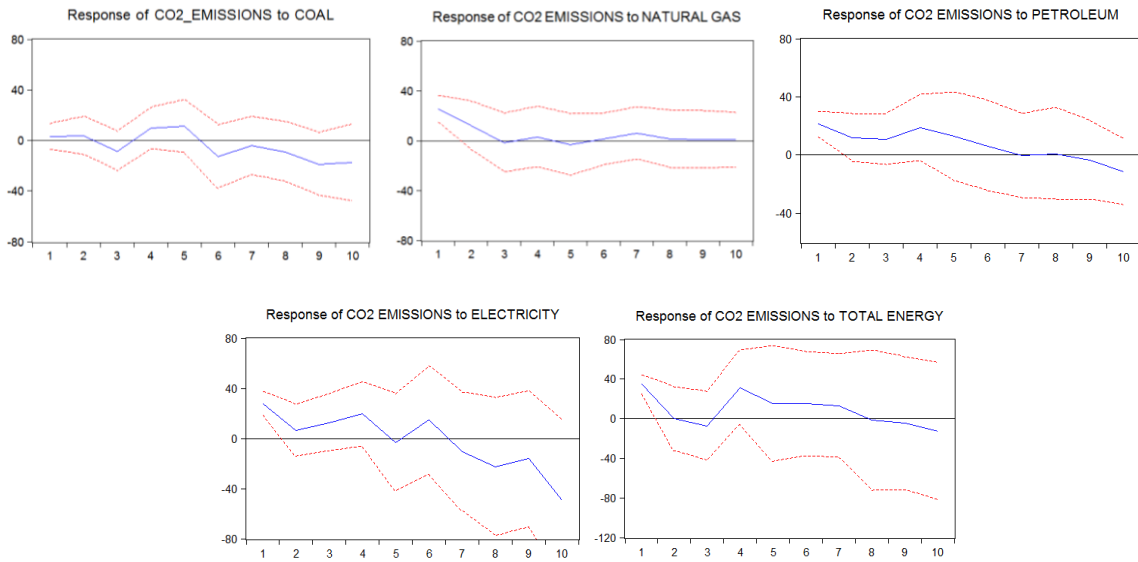 Response of CO2_EMISSIONS to COAL
80
40
0
-40
-80
1 2 3 4 5 6 7 8 9 10
Response of CO2 EMISSIONS to NATURAL GAS
80
40
0
-40
-80
1 2 3 4 5 6 7 8 9 10
Response of CO2 EMISSIONS to PETROLEUM
80
40
0
-40
1 2 3 4 5 6 7 8 9 10
Response of CO2 EMISSIONS to ELECTRICITY
80
40
0
-40
-80
1 2 3 4 5 6 7 8 9 10
Response of CO2 EMISSIONS to TOTAL ENERGY
80
40
0
-40
-80
-120
1 2 3 4 5 6 7 8 9 10